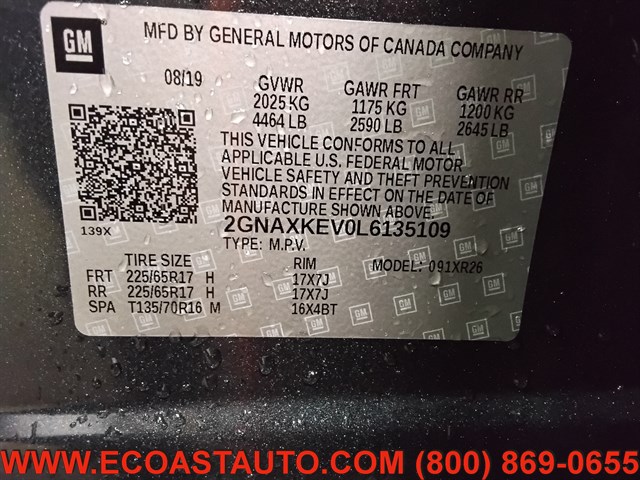 GM
MFD BY GENERAL MOTORS OF CANADA COMPANY
08/19 GVWR GAWR FRT GAWR RR
2025 KG 1175 KG 1200 KG
4464 LB 2590 LB 2645 LB
THIS VEHICLE CONFORMS TO ALL
APPLICABLE U.S. FEDERAL MOTOR
VEHICLE SAFETY AND THEFT PREVENTION
STANDARDS IN EFFECT ON THE DATE OF
MANUFACTURE SHOWN ABOVE.
139X 2GNAXKEV0L6135109
TYPE: M.P.V.
TIRE SIZE RIM MODEL: 091XR26
FRT 225/65R17 H 17X7J
RR 225/65R17 H 17X7J
SPA T135/70R16 M 16X4BT
WWW.ECOASTAUTO.COM (800) 869-0655